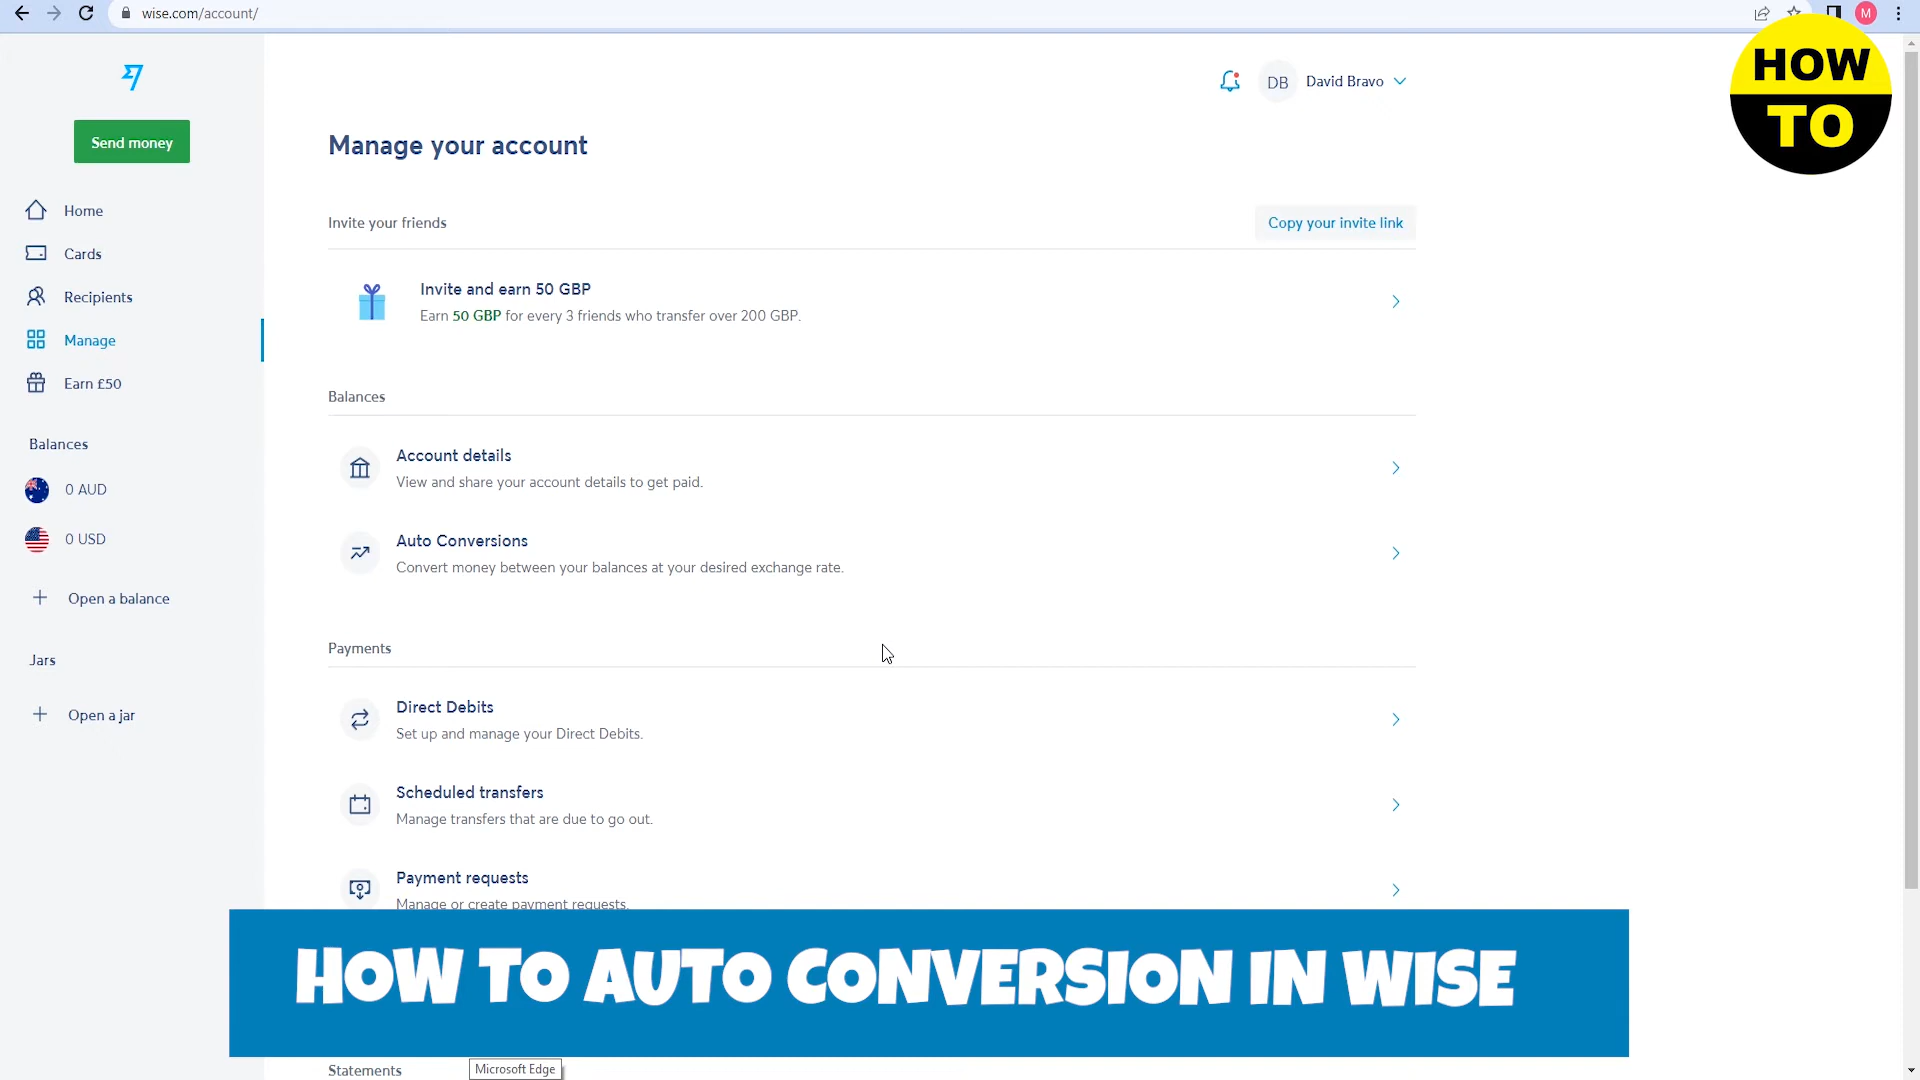 wise.com/account/
M
HOW
TO
DB
David Bravo
Send money
Manage your account
Home
Invite your friends
Copy your invite link
Cards
Invite and earn 50 GBP
Recipients
Earn 50 GBP for every 3 friends who transfer over 200 GBP.
Manage
Earn £50
Balances
Balances
Account details
0 AUD
View and share your account details to get paid.
0 USD
Auto Conversions
Convert money between your balances at your desired exchange rate.
Open a balance
Payments
Jars
Direct Debits
Open a jar
Set up and manage your Direct Debits.
Scheduled transfers
Manage transfers that are due to go out.
Payment requests
Manage or create payment requests.
HOW TO AUTO CONVERSION IN WISE
Statements
Microsoft Edge